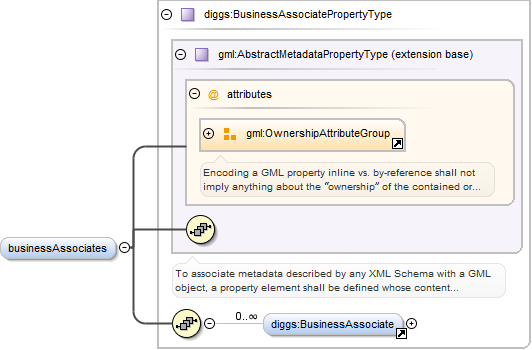 diggs:BusinessAssociatePropertyType
gml:AbstractMetadataPropertyType (extension base)
@ attributes
gml:OwnershipAttributeGroup
Encoding a GML property inline vs. by-reference shall not
imply anything about the "ownership" of the contained or...
businessAssociates
To associate metadata described by any XML Schema with a GML
object, a property element shall be defined whose content...
0..∞
diggs:BusinessAssociate